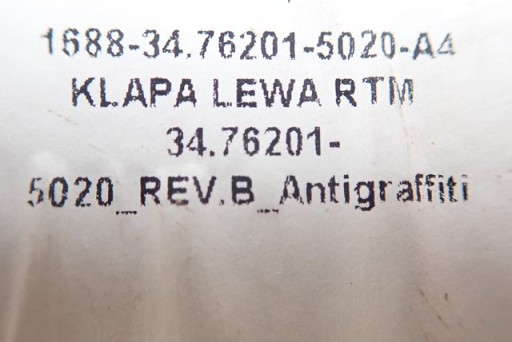 1688-34.76201-5020-A4
KLAPA LEWA RTM
34.76201-
5020_REV.B_Antigraffiti